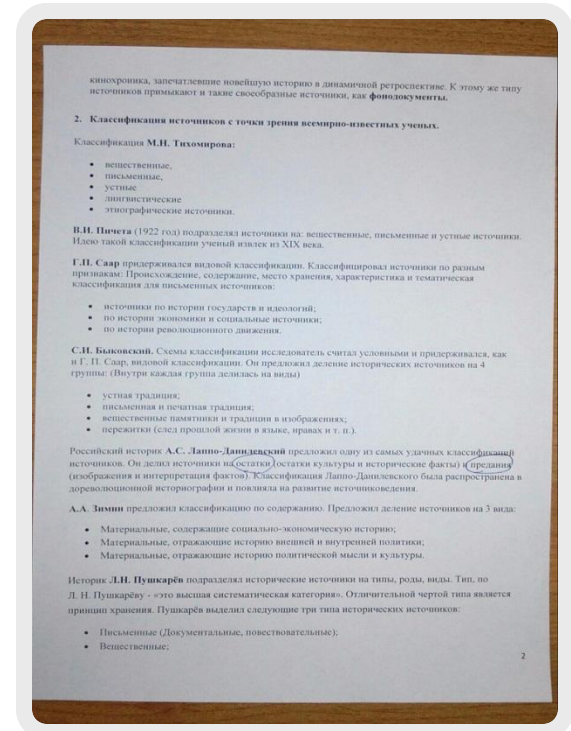 кинохроника, запечатлевшие новейшую историю в динамичной ретроспективе. К этому же типу
источников примыкают и такие своеобразные источники, как фонодокументы.
2. Классификация источников с точки зрения всемирно-известных ученых.
Классификация М.Н. Тихомирова:
• вещественные,
• письменные,
• устные
• лингвистические
• этнографические источники.
В.И. Пичета (1922 год) подразделял источники на: вещественные, письменные и устные источники.
Идею такой классификации ученый извлек из XIX века.
Г.П. Саар придерживался видовой классификации. Классифицировал источники по разным
признакам: Происхождение, содержание, место хранения, характеристика и тематическая
классификация для письменных источников:
• источники по истории государств и идеологий;
• по истории экономики и социальные источники;
• по истории революционного движения.
С.И. Быковский. Схемы классификации исследователь считал условными и придерживался, как
и Г. П. Саар, видовой классификации. Он предложил деление исторических источников на 4
группы: (Внутри каждая группа делилась на виды)
• устная традиция;
• письменная и печатная традиция;
• вещественные памятники и традиции в изображениях;
• пережитки (след прошлой жизни в языке, нравах и т. п.).
Российский историк А.С. Лаппо-Данилевский предложил одну из самых удачных классификаций
источников. Он делил источники на остатки (остатки культуры и исторические факты) и предания
(изображения и интерпретация фактов). Классификация Лаппо-Данилевского была распространена в
дореволюционной историографии и повлияла на развитие источниковедения.
А.А. Зимин предложил классификацию по содержанию. Предложил деление источников на 3 вида:
• Материальные, содержащие социально-экономическую историю;
• Материальные, отражающие историю внешней и внутренней политики;
• Материальные, отражающие историю политической мысли и культуры.
Историк Л.Н. Пушкарёв подразделял исторические источники на типы, роды, виды. Тип, по
Л. Н. Пушкарёву - «это высшая систематическая категория». Отличительной чертой типа является
принцип хранения. Пушкарёв выделил следующие три типа исторических источников:
• Письменные (Документальные, повествовательные);
• Вещественные;
2